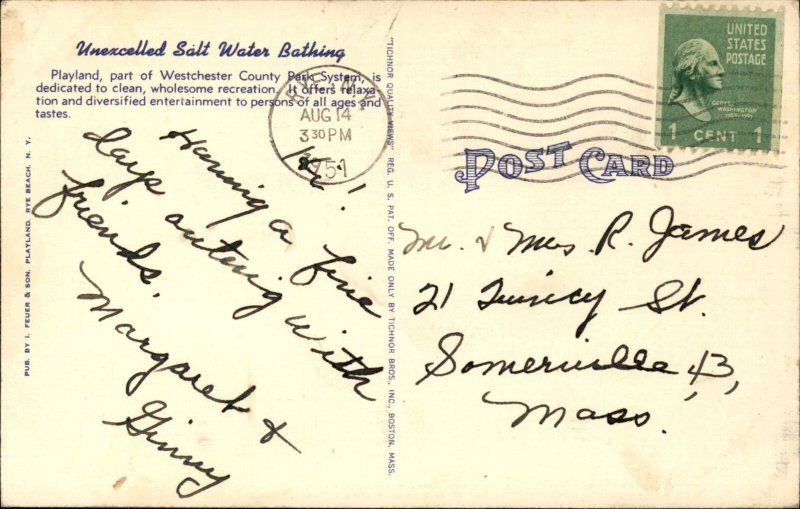 Unexcelled Salt Water Bathing
Playland, part of Westchester County Park System, is
dedicated to clean, wholesome recreation. It offers relaxa-
tion and diversified entertainment to persons of all ages and
tastes.
RYE, N.Y.
AUG 14
3 30 PM
1951
Hi!
Having a fine
days outing with
friends.
Margaret &
Ginny
PUB. BY I. FEUER & SON, PLAYLAND, RYE BEACH, N. Y.
"TICHNOR QUALITY VIEWS" REG. U. S. PAT. OFF. MADE ONLY BY TICHNOR BROS., INC., BOSTON, MASS.
UNITED
STATES
POSTAGE
GEORGE
WASHINGTON
1789-1797
1 CENT 1
POST CARD
Mr. & Mrs R. James
21 Quincy St.
Somerville 43,
Mass.